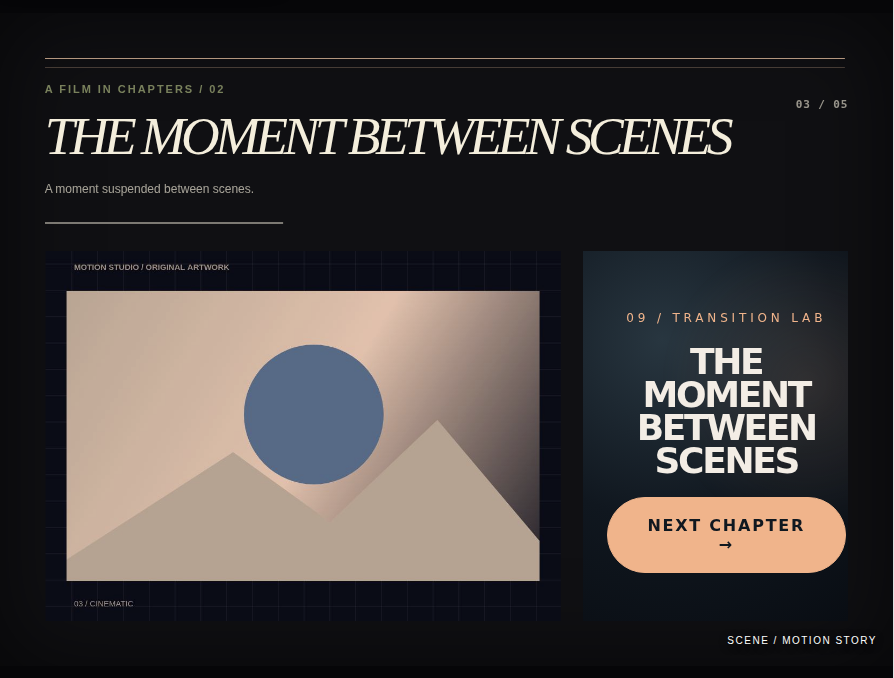 A FILM IN CHAPTERS / 02
03 / 05
THE MOMENT BETWEEN SCENES
A moment suspended between scenes.
MOTION STUDIO / ORIGINAL ARTWORK
03 / CINEMATIC
09 / TRANSITION LAB
THE
MOMENT
BETWEEN
SCENES
NEXT CHAPTER
→
SCENE / MOTION STORY